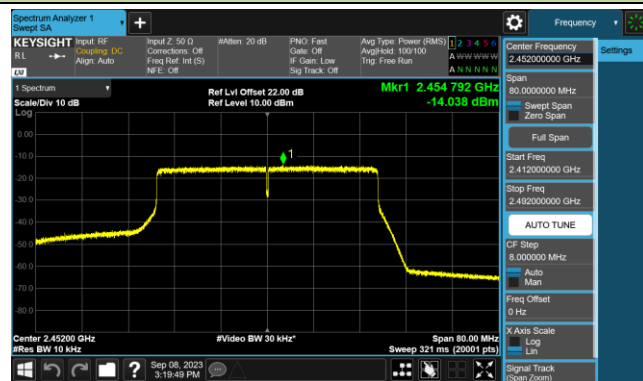 Spectrum Analyzer 1
Swept SA
Frequency
KEYSIGHT
RL
LXI
Input: RF
Coupling: DC
Align: Auto
Input Z: 50 Ω
Corrections: Off
Freq Ref: Int (S)
NFE: Off
#Atten: 20 dB
PNO: Fast
Gate: Off
IF Gain: Low
Sig Track: Off
Avg Type: Power (RMS)
Avg|Hold: 100/100
Trig: Free Run
1 2 3 4 5 6
A W W W W W
A N N N N N
1 Spectrum
Scale/Div 10 dB
Log
Ref Lvl Offset 22.00 dB
Ref Level 10.00 dBm
Mkr1 2.454 792 GHz
-14.038 dBm
0.00
-10.0
-20.0
-30.0
-40.0
-50.0
-60.0
-70.0
-80.0
1
Center 2.45200 GHz
#Res BW 10 kHz
#Video BW 30 kHz*
Span 80.00 MHz
Sweep 321 ms (20001 pts)
Center Frequency
2.452000000 GHz
Span
80.0000000 MHz
Swept Span
Zero Span
Full Span
Start Freq
2.412000000 GHz
Stop Freq
2.492000000 GHz
AUTO TUNE
CF Step
8.000000 MHz
Auto
Man
Freq Offset
0 Hz
X Axis Scale
Log
Lin
Signal Track
(Span Zoom)
Settings
Sep 08, 2023
3:19:49 PM